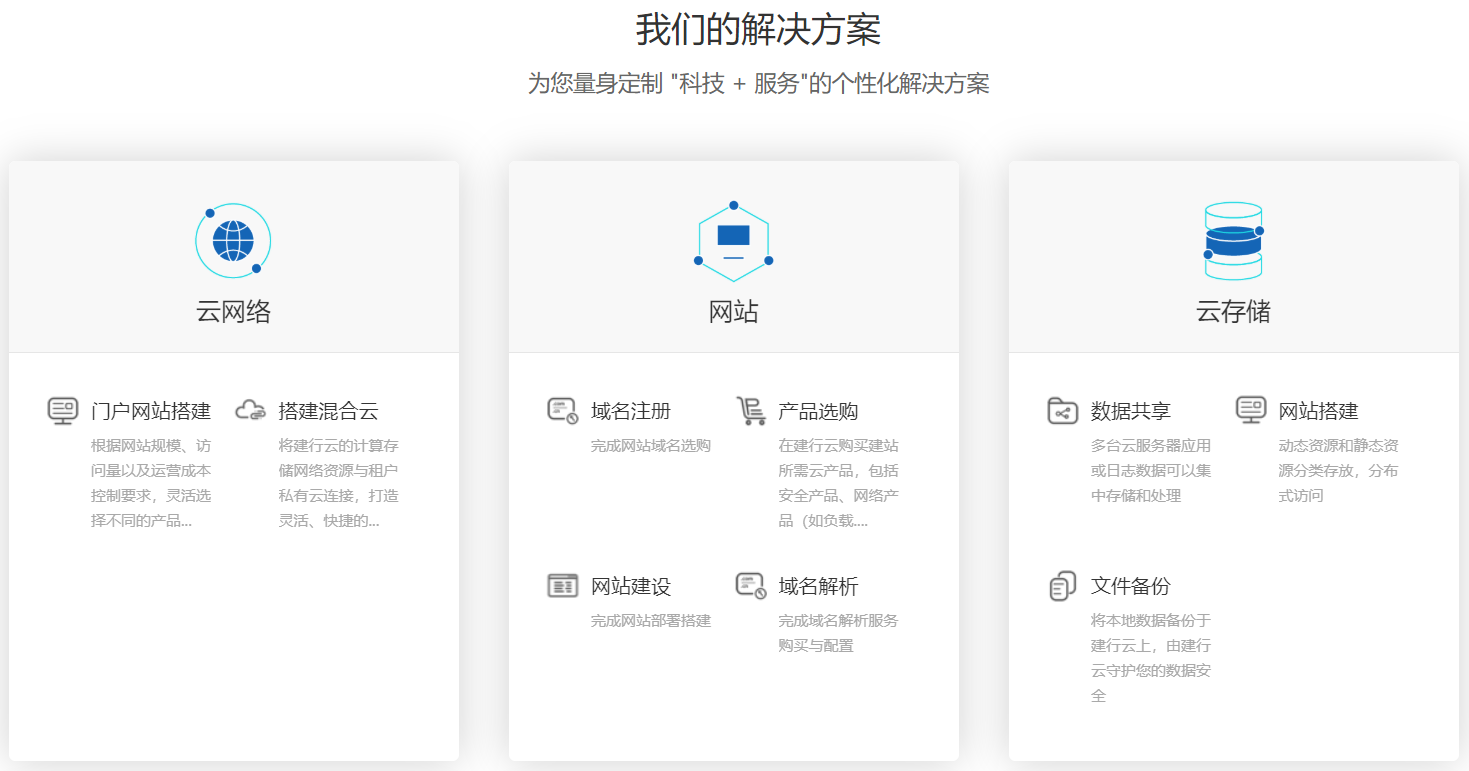 我们的解决方案
为您量身定制 "科技 + 服务"的个性化解决方案
云网络
门户网站搭建
根据网站规模、访
问量以及运营成本
控制要求，灵活选
择不同的产品...
搭建混合云
将建行云的计算存
储网络资源与租户
私有云连接，打造
灵活、快捷的...
网站
域名注册
完成网站域名选购
产品选购
在建行云购买建站
所需云产品，包括
安全产品、网络产
品（如负载....
网站建设
完成网站部署搭建
域名解析
完成域名解析服务
购买与配置
云存储
数据共享
多台云服务器应用
或日志数据可以集
中存储和处理
网站搭建
动态资源和静态资
源分类存放，分布
式访问
文件备份
将本地数据备份于
建行云上，由建行
云守护您的数据安
全